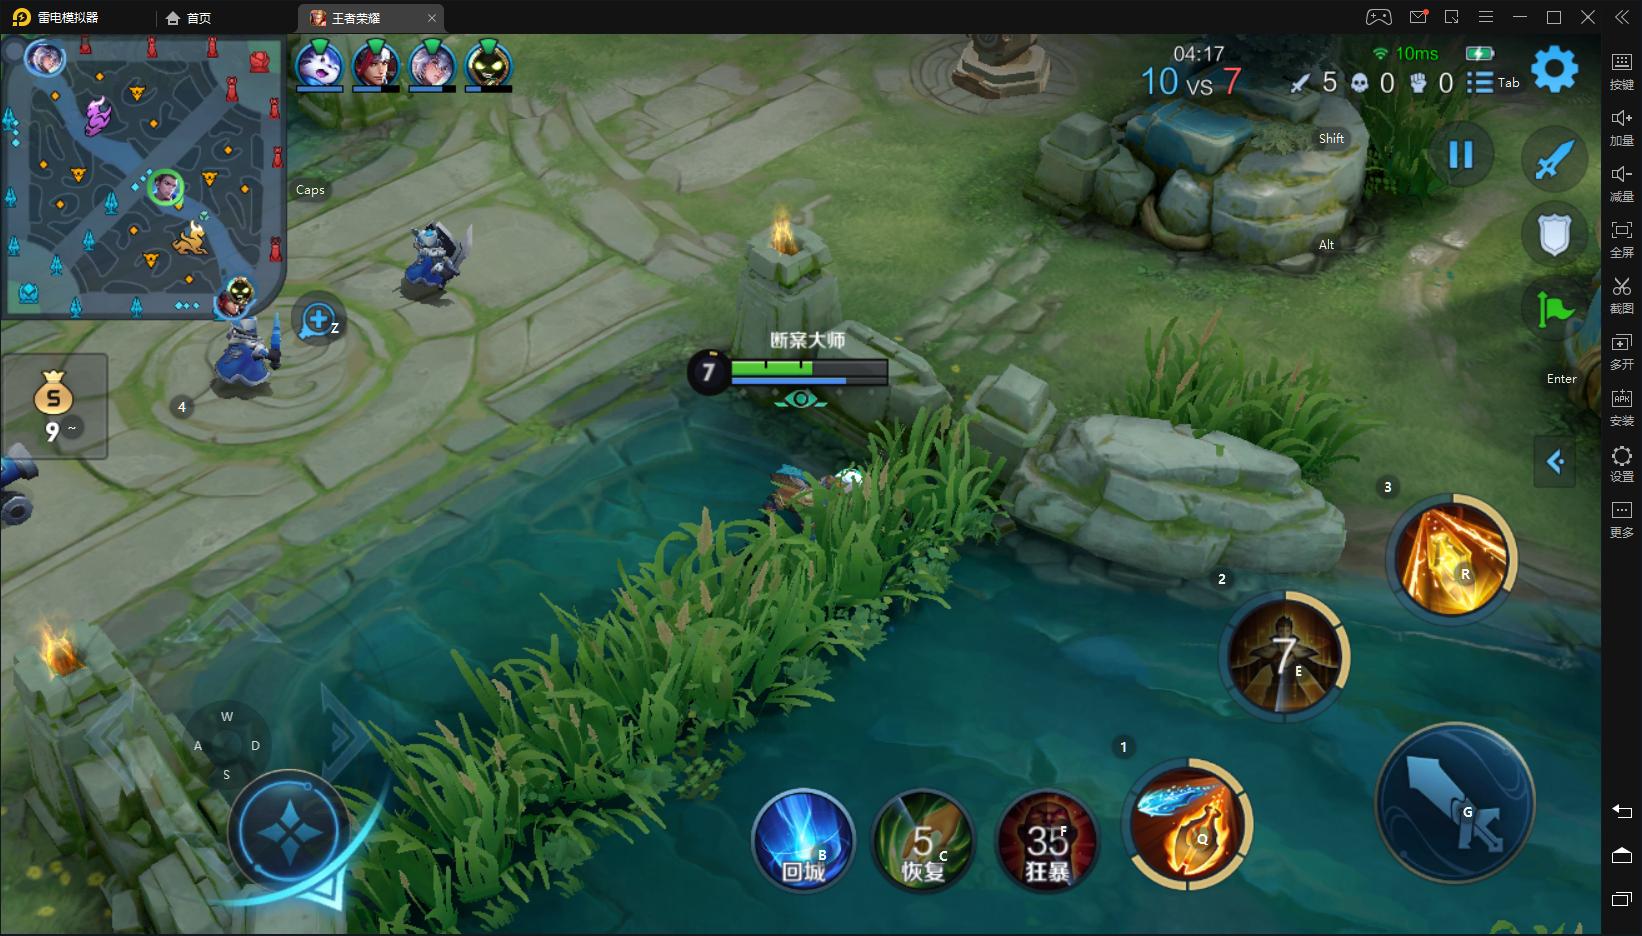 雷电模拟器
首页
王者荣耀
04:17
10ms
10 vs 7
5
0
0
Tab
按键
加量
减量
全屏
截图
多开
安装
APK
设置
更多
Caps
Shift
Alt
Enter
Z
断案大师
7
S
9
~
4
3
R
2
7
E
1
Q
G
W
A
D
S
B
回城
5
C
恢复
35
F
狂暴